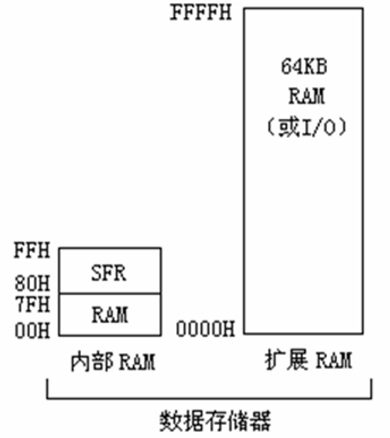 FFFFH
64KB
RAM
(或I/O)
FFH
SFR
80H
7FH
RAM
00H
0000H
内部 RAM
扩展 RAM
数据存储器